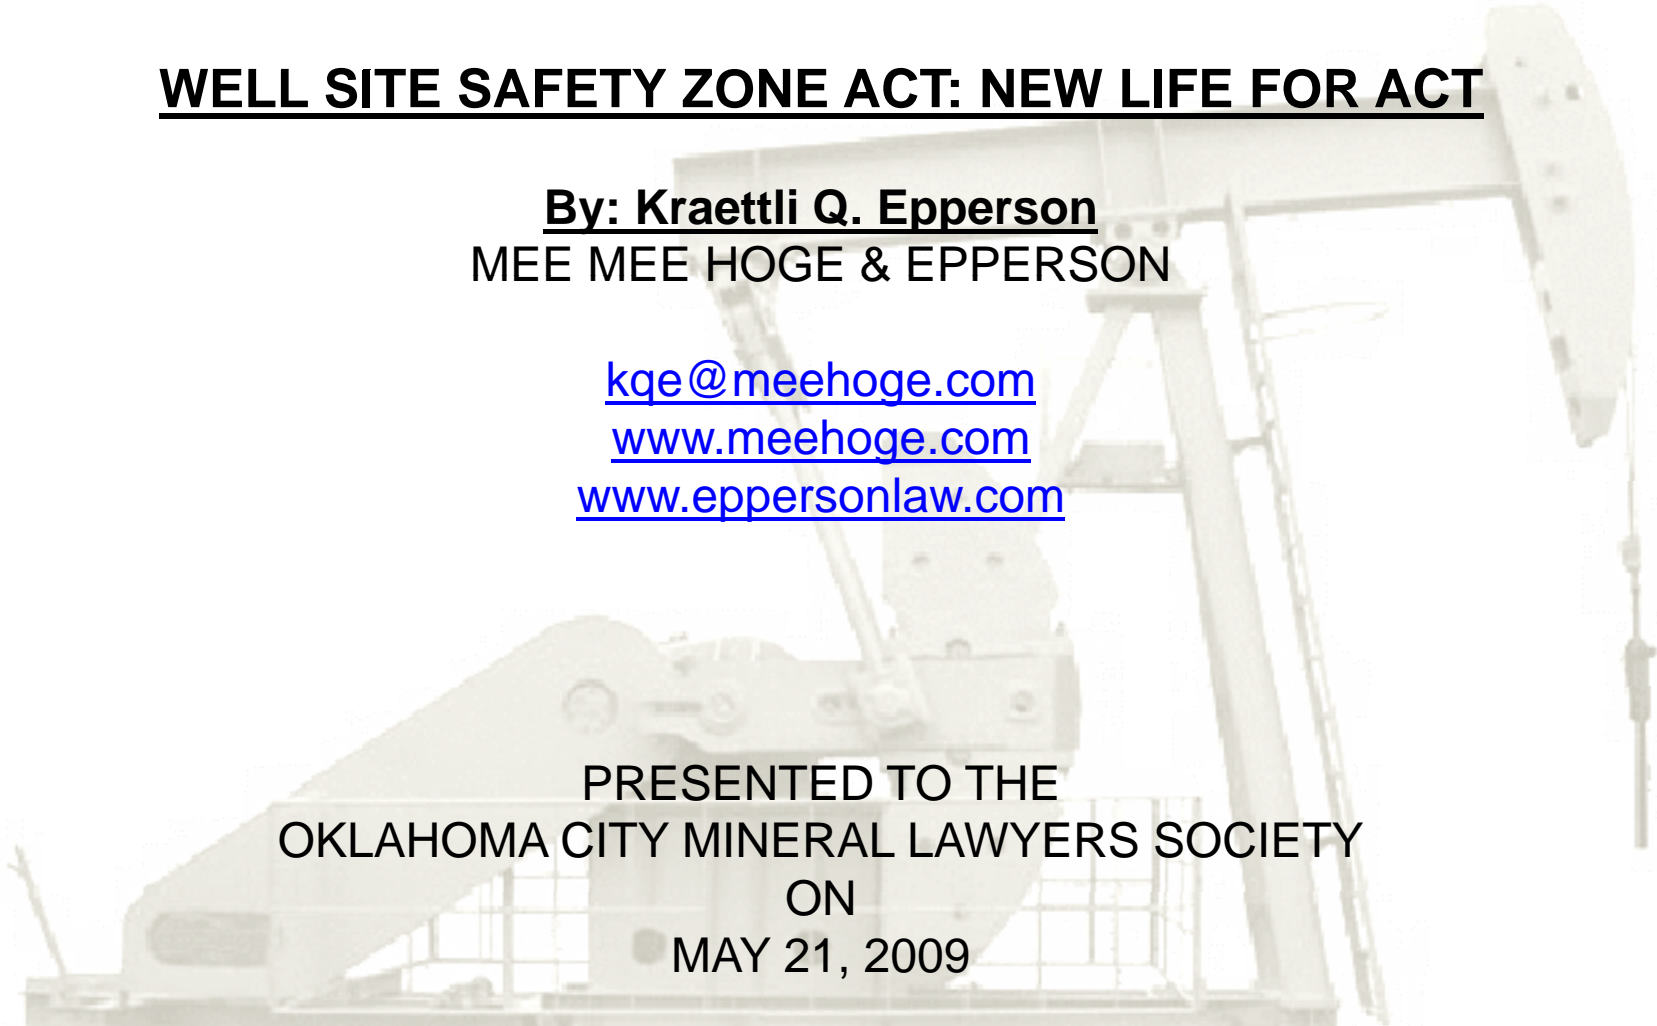 WELL SITE SAFETY ZONE ACT: NEW LIFE FOR ACT
By: Kraettli Q. Epperson
MEE MEE HOGE & EPPERSON
kqe@meehoge.com
www.meehoge.com
www.eppersonlaw.com
PRESENTED TO THE
OKLAHOMA CITY MINERAL LAWYERS SOCIETY
ON
MAY 21, 2009